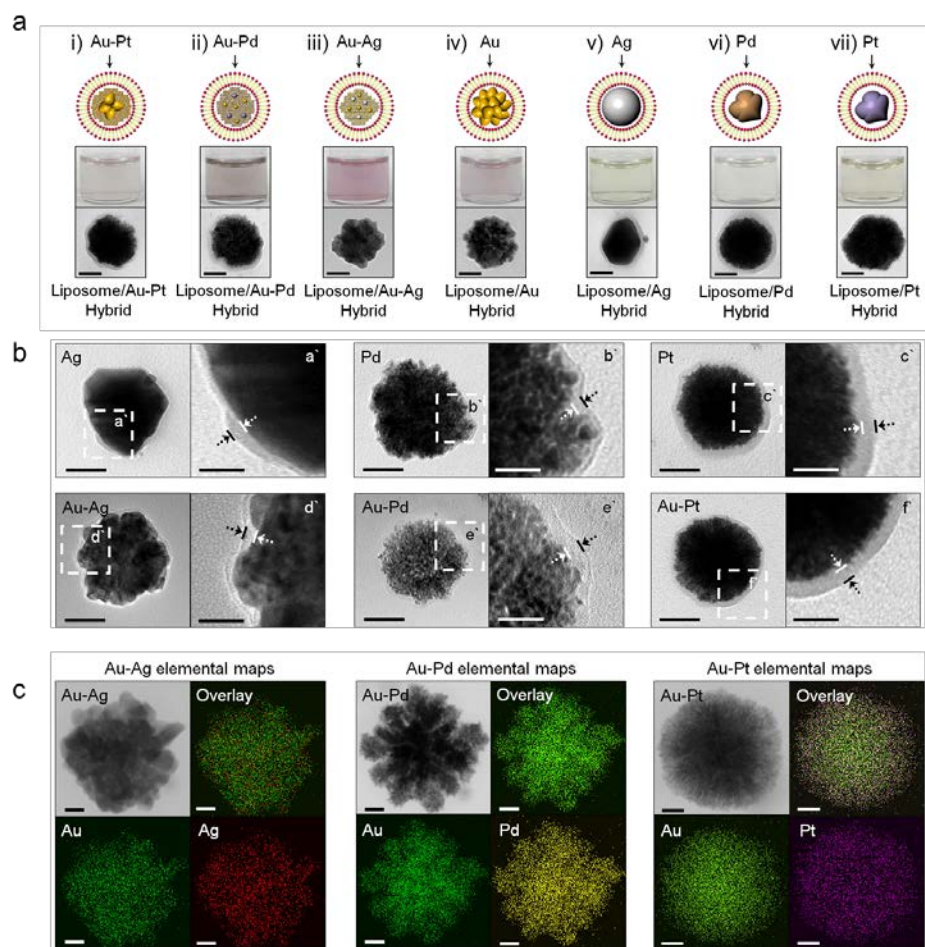 a
i) Au-Pt
ii) Au-Pd
iii) Au-Ag
iv) Au
v) Ag
vi) Pd
vii) Pt
Liposome/Au-Pt
Hybrid
Liposome/Au-Pd
Hybrid
Liposome/Au-Ag
Hybrid
Liposome/Au
Hybrid
Liposome/Ag
Hybrid
Liposome/Pd
Hybrid
Liposome/Pt
Hybrid
b
Ag
a`
a`
Pd
b`
b`
Pt
c`
c`
Au-Ag
d`
d`
Au-Pd
e`
e`
Au-Pt
f`
f`
c
Au-Ag elemental maps
Au-Ag
Overlay
Au
Ag
Au-Pd elemental maps
Au-Pd
Overlay
Au
Pd
Au-Pt elemental maps
Au-Pt
Overlay
Au
Pt